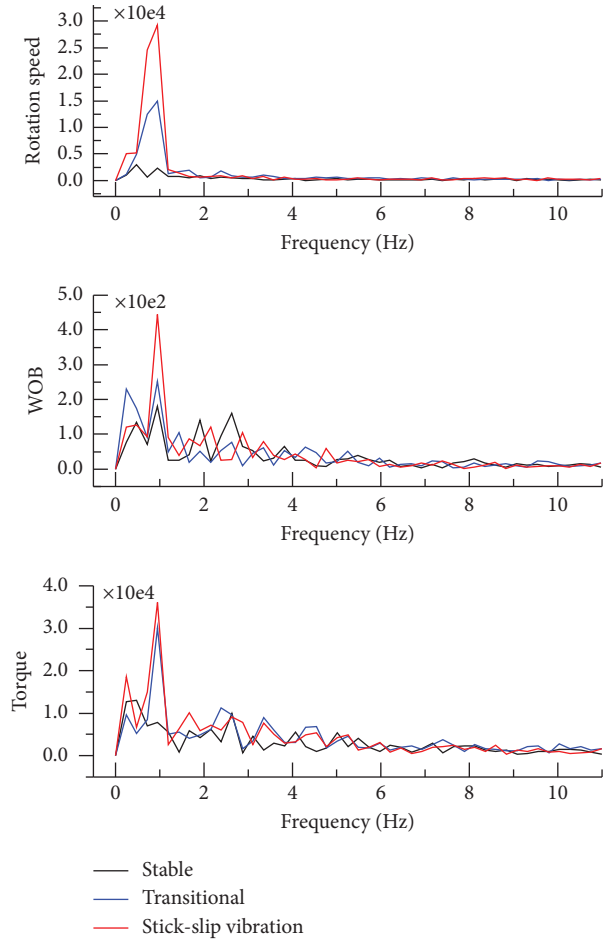 ×10e4
3.0
2.5
2.0
1.5
1.0
0.5
0.0
Rotation speed
0 2 4 6 8 10
Frequency (Hz)
5.0
×10e2
4.0
3.0
2.0
1.0
0.0
WOB
0 2 4 6 8 10
Frequency (Hz)
4.0
×10e4
3.0
2.0
1.0
0.0
Torque
0 2 4 6 8 10
Frequency (Hz)
Stable
Transitional
Stick-slip vibration